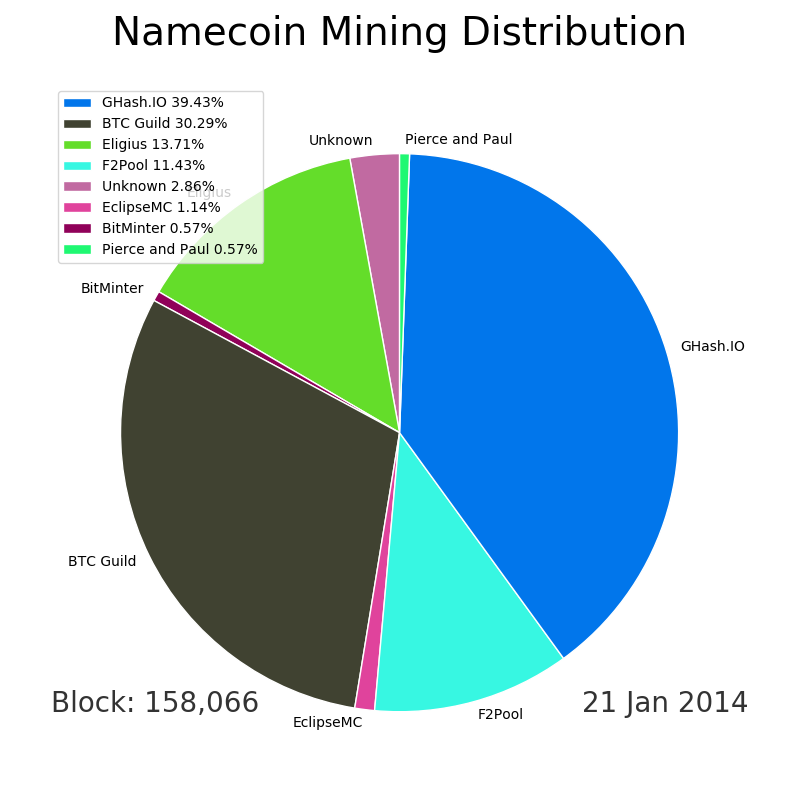 Namecoin Mining Distribution
GHash.IO 39.43%
BTC Guild 30.29%
Eligius 13.71%
F2Pool 11.43%
Unknown 2.86%
EclipseMC 1.14%
BitMinter 0.57%
Pierce and Paul 0.57%
Unknown
Pierce and Paul
Eligius
BitMinter
GHash.IO
BTC Guild
F2Pool
EclipseMC
Block: 158,066
21 Jan 2014